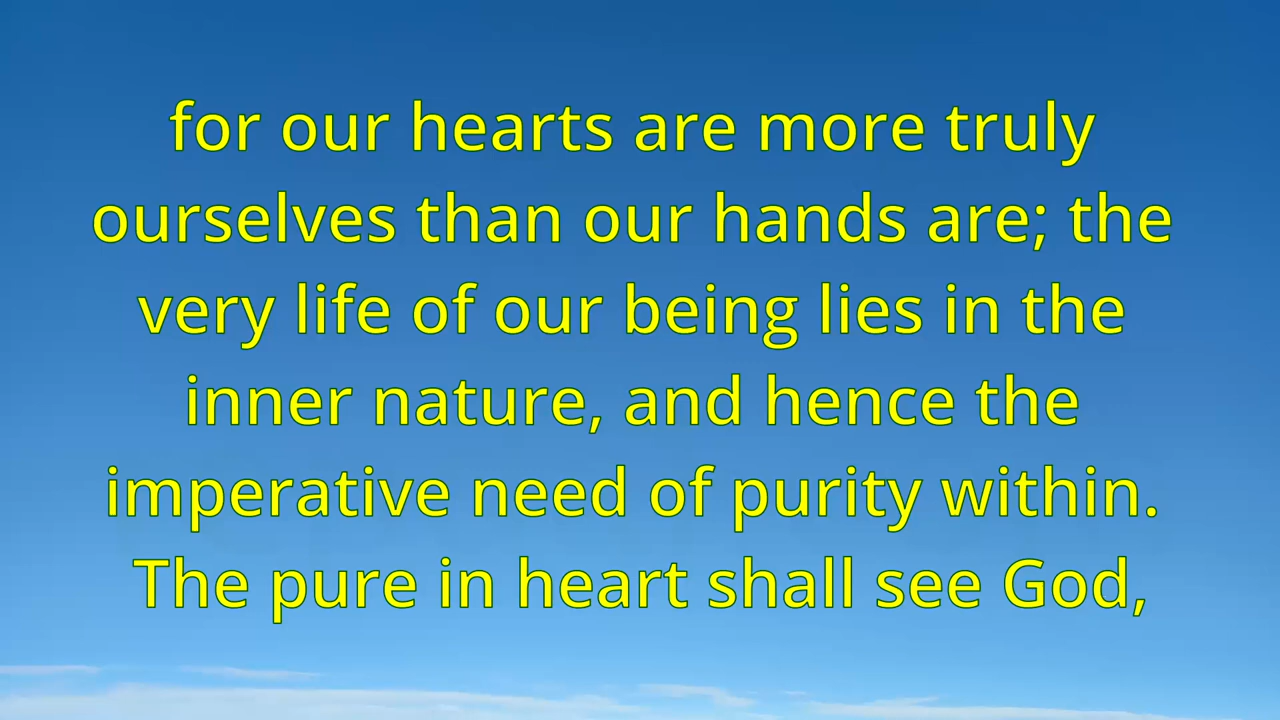 for our hearts are more truly
ourselves than our hands are; the
very life of our being lies in the
inner nature, and hence the
imperative need of purity within.
The pure in heart shall see God,